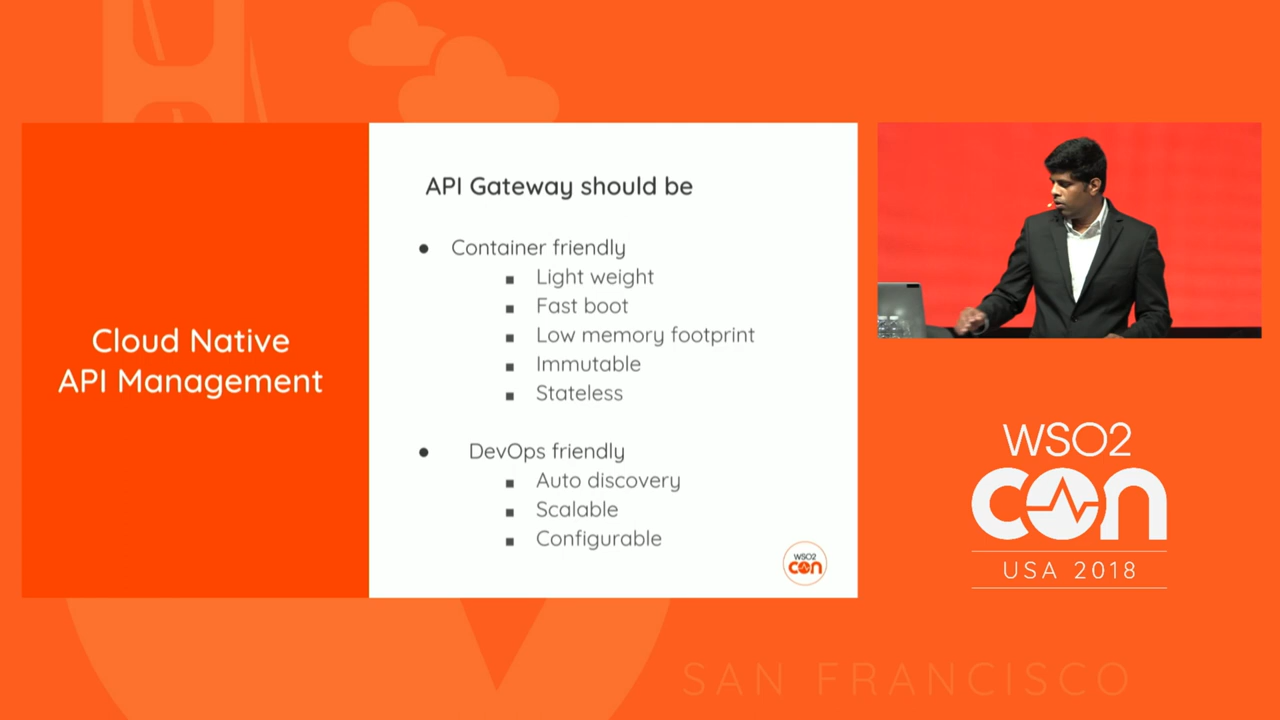 Cloud Native
API Management
API Gateway should be
● Container friendly
■ Light weight
■ Fast boot
■ Low memory footprint
■ Immutable
■ Stateless
● DevOps friendly
■ Auto discovery
■ Scalable
■ Configurable
WSO2
con
WSO2
con
USA 2018
SAN FRANCISCO